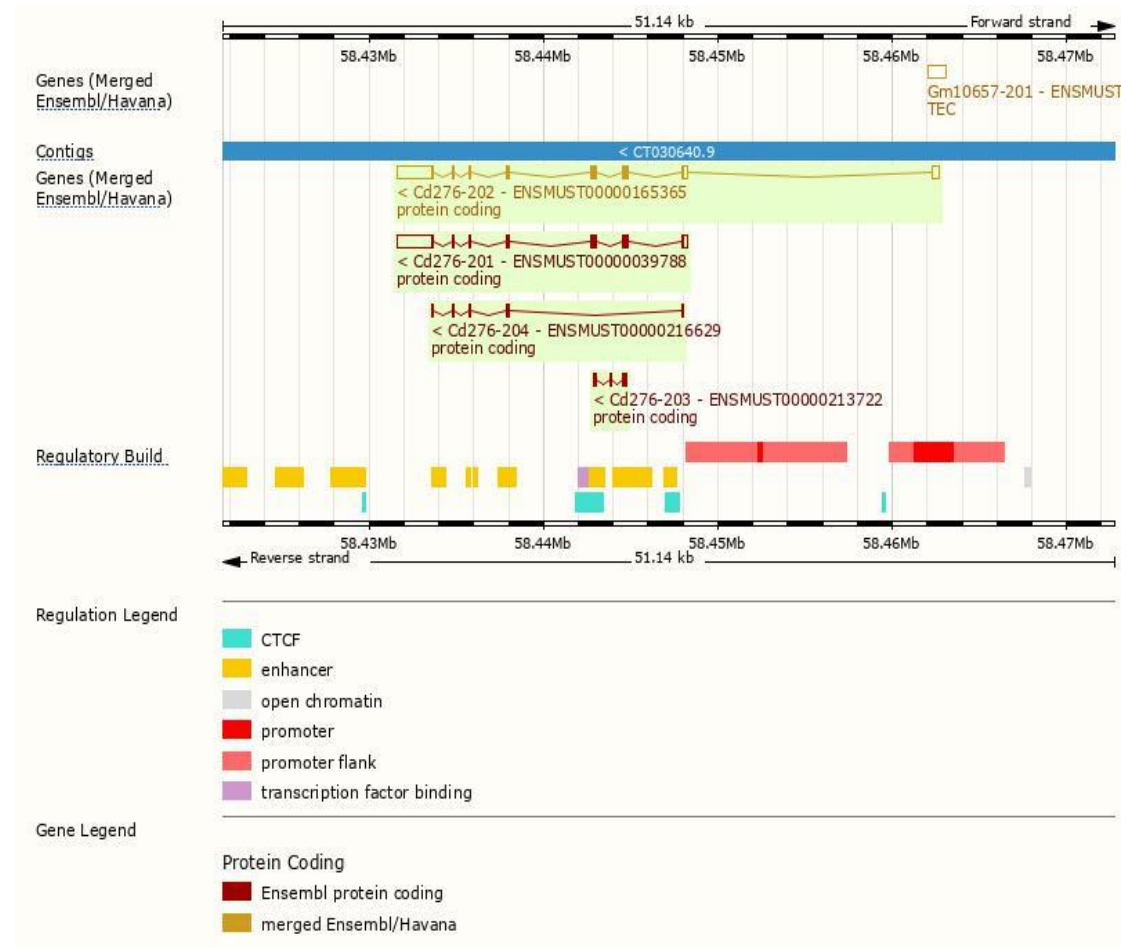 51.14 kb Forward strand
58.43Mb 58.44Mb 58.45Mb 58.46Mb 58.47Mb
Genes (Merged
Ensembl/Havana)
Gm10657-201 - ENSMUST
TEC
Contigs
< CT030640.9
Genes (Merged
Ensembl/Havana)
< Cd276-202 - ENSMUST00000165365
protein coding
< Cd276-201 - ENSMUST00000039788
protein coding
< Cd276-204 - ENSMUST00000216629
protein coding
< Cd276-203 - ENSMUST00000213722
protein coding
Regulatory Build
58.43Mb 58.44Mb 58.45Mb 58.46Mb 58.47Mb
Reverse strand 51.14 kb
Regulation Legend
CTCF
enhancer
open chromatin
promoter
promoter flank
transcription factor binding
Gene Legend
Protein Coding
Ensembl protein coding
merged Ensembl/Havana